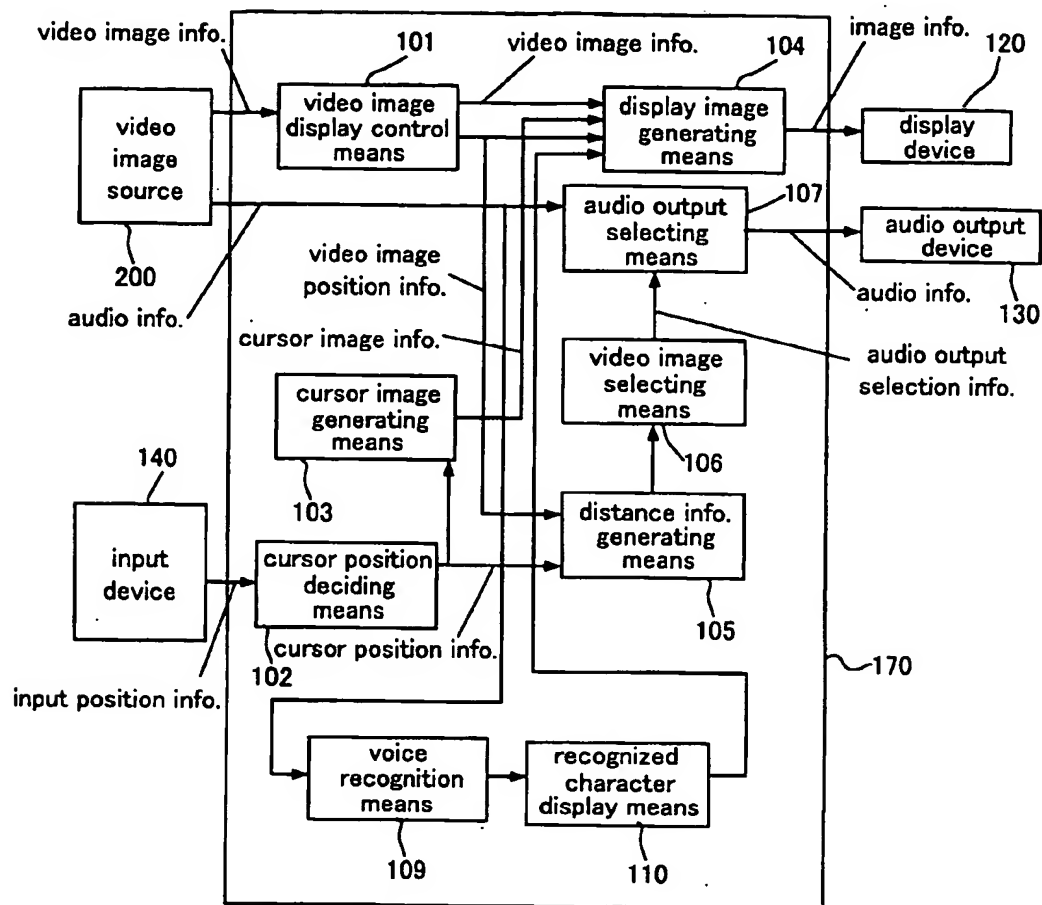 video image info.
101
video image info.
104
image info.
120
video
image
source
video image
display control
means
display image
generating
means
display
device
200
107
audio output
selecting
means
audio output
device
video image
position info.
audio info.
audio info.
130
cursor image info.
video image
selecting
means
audio output
selection info.
cursor image
generating
means
106
140
103
distance info.
generating
means
input
device
cursor position
deciding
means
105
102
cursor position info.
170
input position info.
voice
recognition
means
recognized
character
display means
109
110